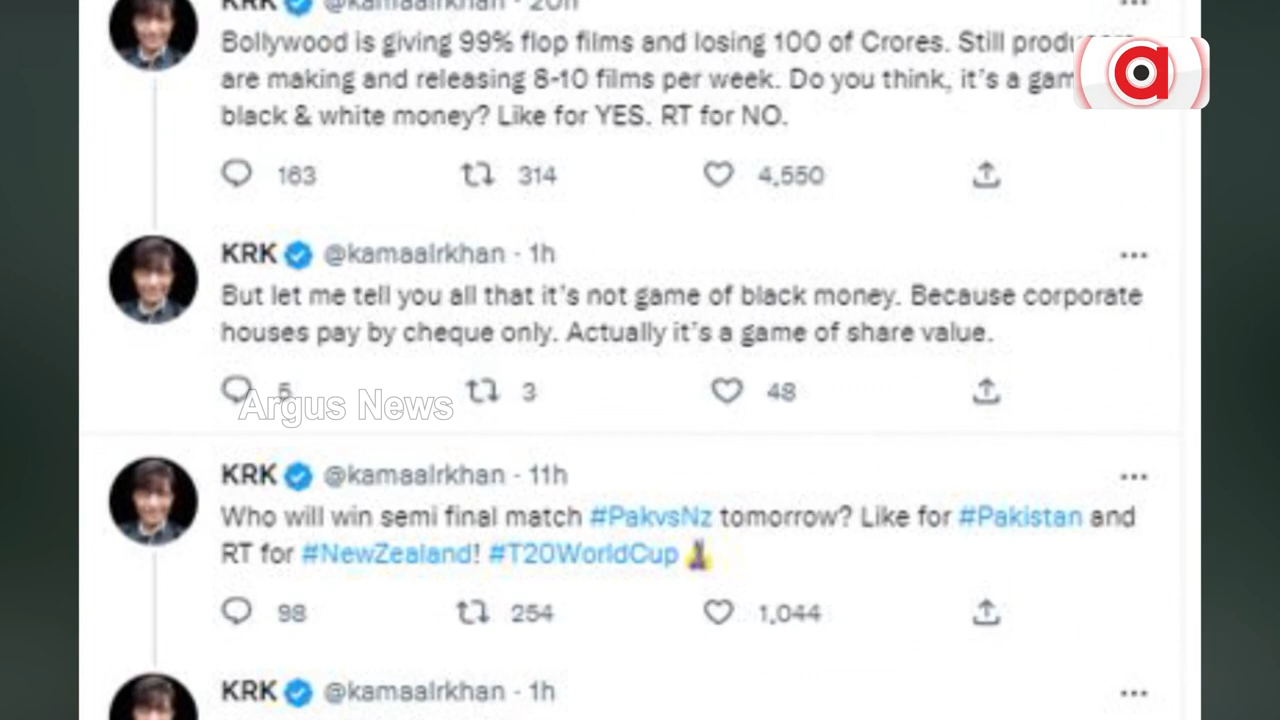 KRK @kamaalrkhan · 20h
Bollywood is giving 99% flop films and losing 100 of Crores. Still
are making and releasing 8-10 films per week. Do you think, it's a
black & white money? Like for YES. RT for NO.
163 314 4,550
KRK @kamaalrkhan · 1h
But let me tell you all that it's not game of black money. Because corporate
houses pay by cheque only. Actually it's a game of share value.
5 3 48
Argus News
KRK @kamaalrkhan · 11h
Who will win semi final match #PakvsNz tomorrow? Like for #Pakistan and
RT for #NewZealand! #T20WorldCup
98 254 1,044
KRK @kamaalrkhan · 1h
a